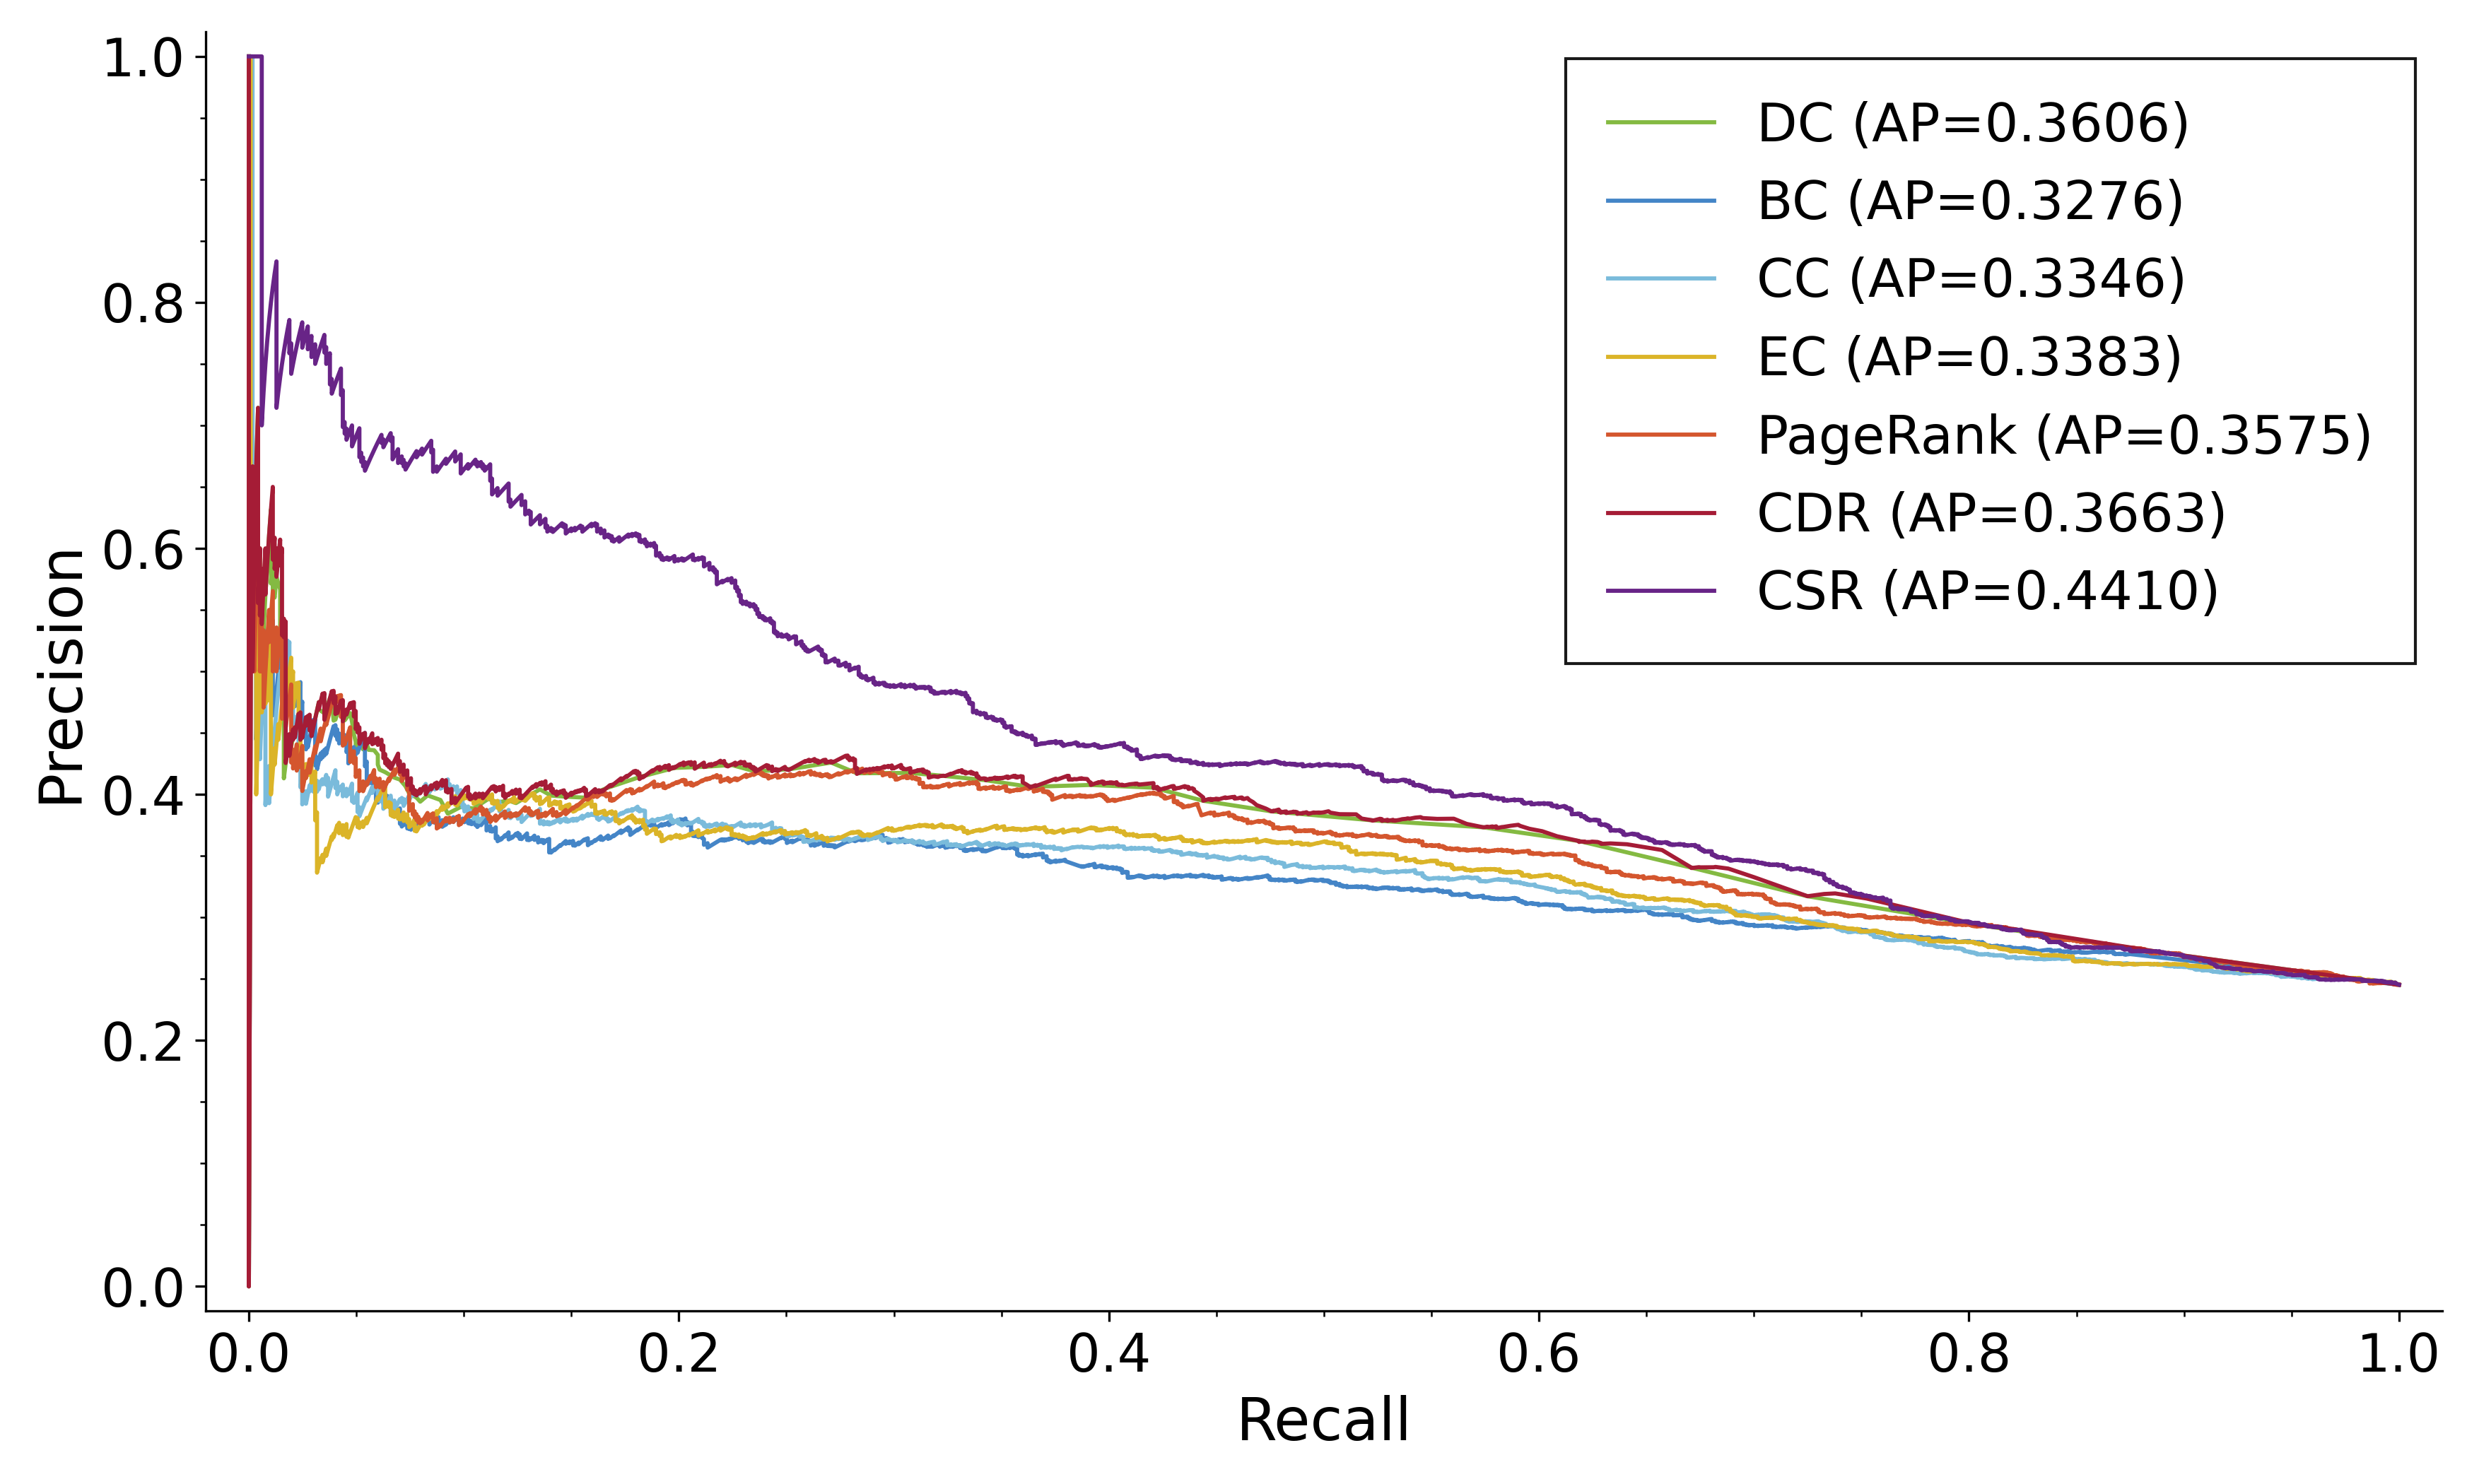 1.0
0.8
0.6
0.4
0.2
0.0
Precision
DC (AP=0.3606)
BC (AP=0.3276)
CC (AP=0.3346)
EC (AP=0.3383)
PageRank (AP=0.3575)
CDR (AP=0.3663)
CSR (AP=0.4410)
0.0 0.2 0.4 0.6 0.8 1.0
Recall